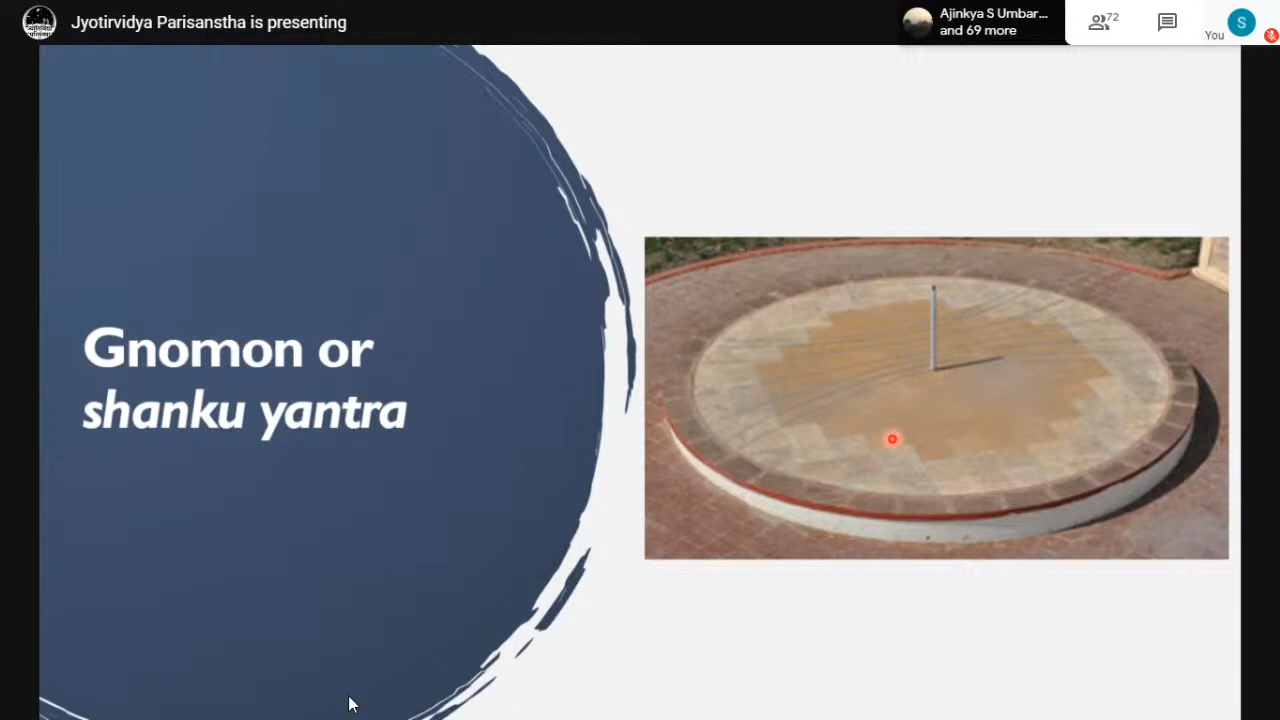 Jyotirvidya Parisanstha is presenting
Ajinkya S Umbar...
and 69 more
72
You
S
Gnomon or
shanku yantra